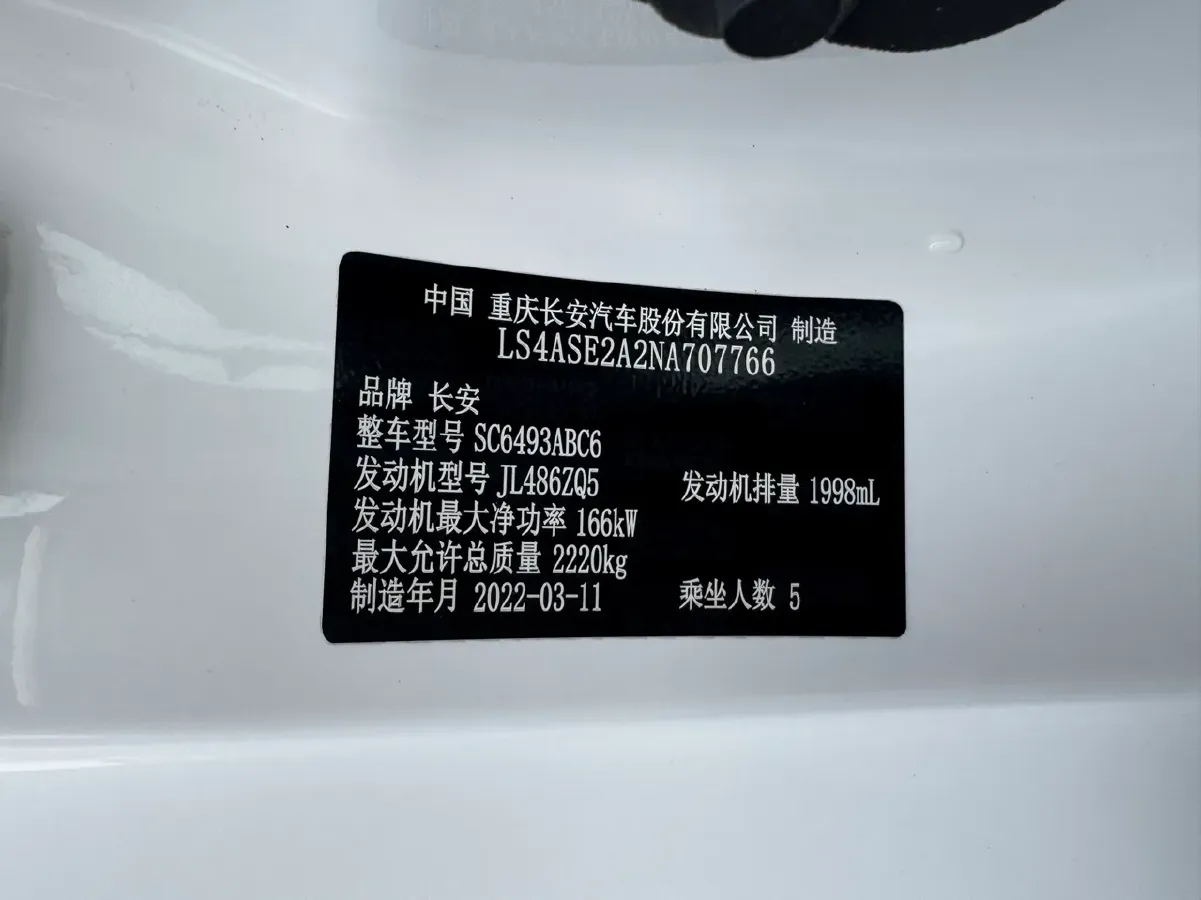 中国 重庆长安汽车股份有限公司 制造
LS4ASE2A2NA707766
品牌 长安
整车型号 SC6493ABC6
发动机型号 JL486ZQ5 发动机排量 1998mL
发动机最大净功率 166kW
最大允许总质量 2220kg
制造年月 2022-03-11 乘坐人数 5